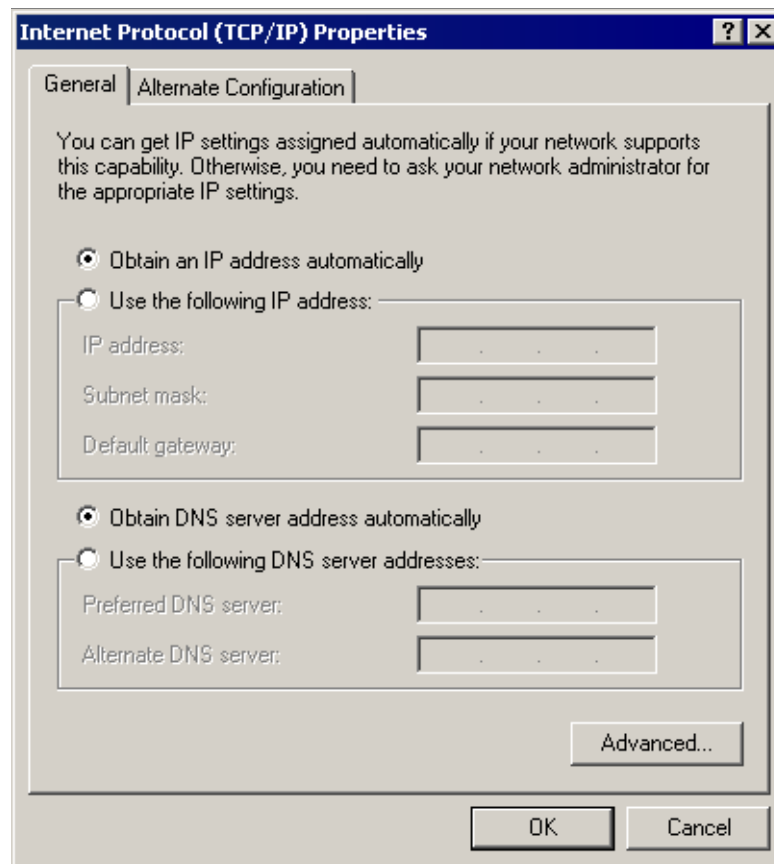 Internet Protocol (TCP/IP) Properties
General
Alternate Configuration
You can get IP settings assigned automatically if your network supports
this capability. Otherwise, you need to ask your network administrator for
the appropriate IP settings.
Obtain an IP address automatically
Use the following IP address:
IP address:
Subnet mask:
Default gateway:
Obtain DNS server address automatically
Use the following DNS server addresses:
Preferred DNS server:
Alternate DNS server:
Advanced...
OK
Cancel